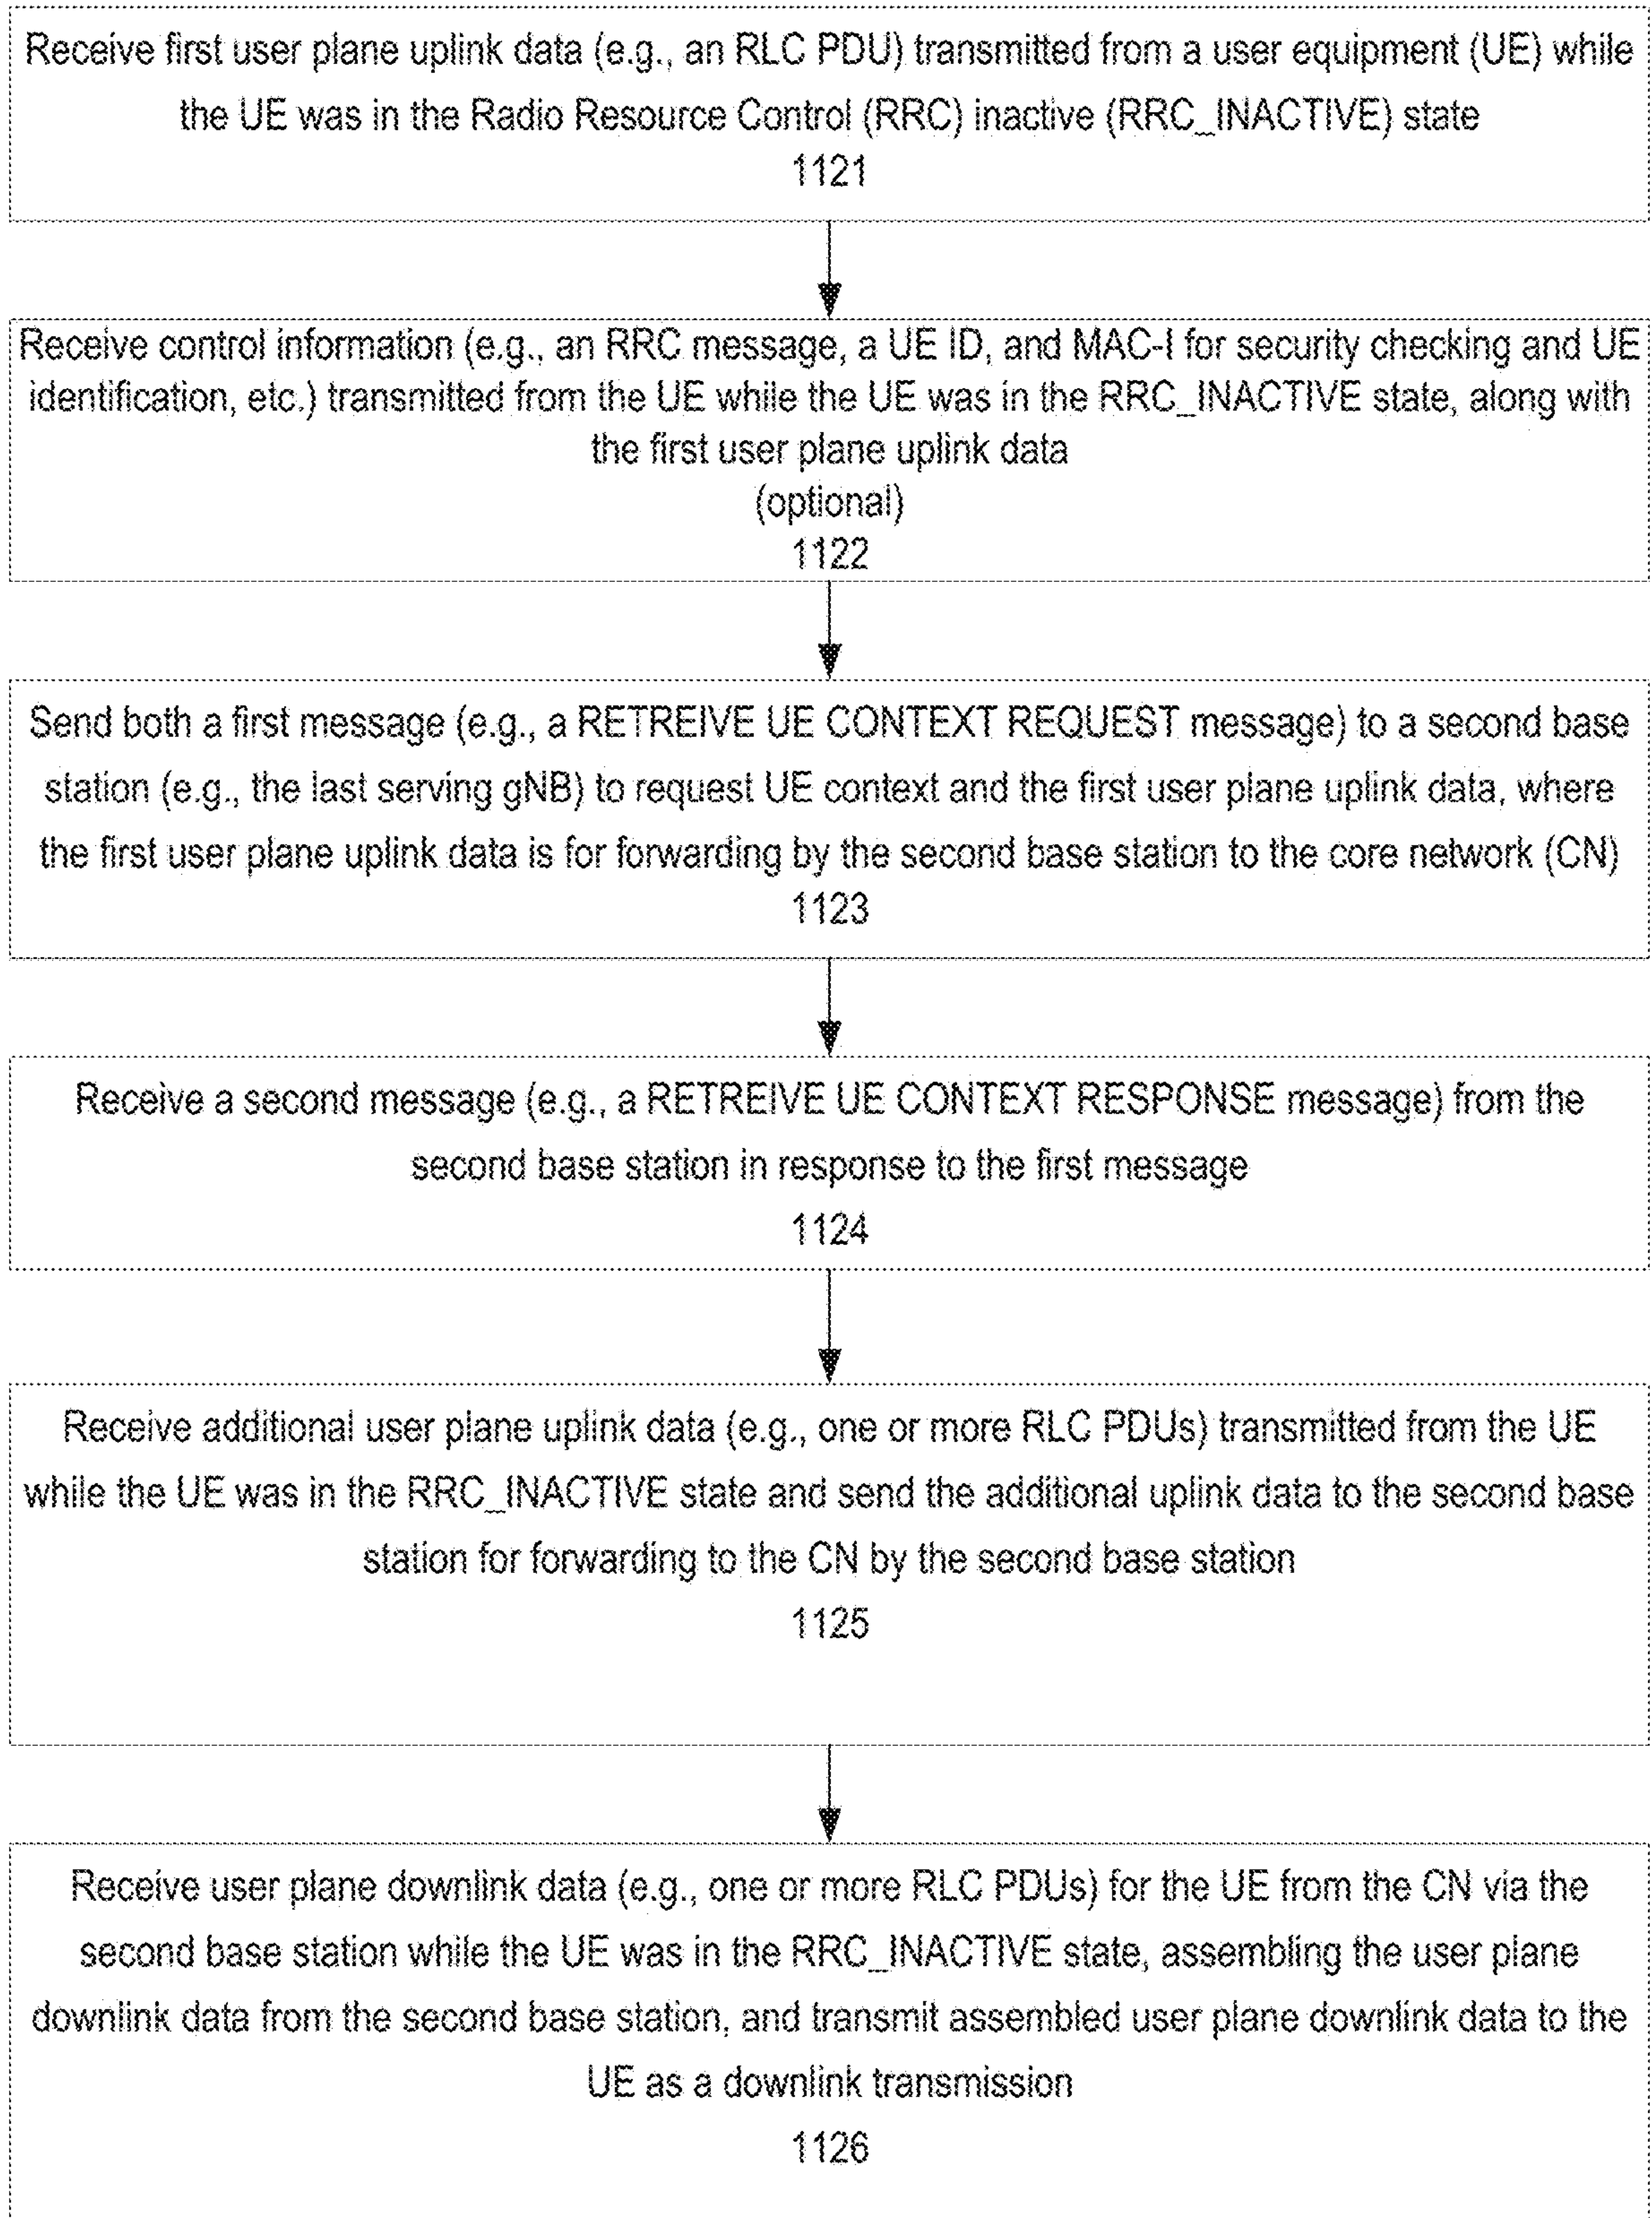 Receive first user plane uplink data (e.g., an RLC PDU) transmitted from a user equipment (UE) while
the UE was in the Radio Resource Control (RRC) inactive (RRC_INACTIVE) state
1121
Receive control information (e.g., an RRC message, a UE ID, and MAC-I for security checking and UE
identification, etc.) transmitted from the UE while the UE was in the RRC_INACTIVE state, along with
the first user plane uplink data
(optional)
1122
Send both a first message (e.g., a RETREIVE UE CONTEXT REQUEST message) to a second base
station (e.g., the last serving gNB) to request UE context and the first user plane uplink data, where
the first user plane uplink data is for forwarding by the second base station to the core network (CN)
1123
Receive a second message (e.g., a RETREIVE UE CONTEXT RESPONSE message) from the
second base station in response to the first message
1124
Receive additional user plane uplink data (e.g., one or more RLC PDUs) transmitted from the UE
while the UE was in the RRC_INACTIVE state and send the additional uplink data to the second base
station for forwarding to the CN by the second base station
1125
Receive user plane downlink data (e.g., one or more RLC PDUs) for the UE from the CN via the
second base station while the UE was in the RRC_INACTIVE state, assembling the user plane
downlink data from the second base station, and transmit assembled user plane downlink data to the
UE as a downlink transmission
1126